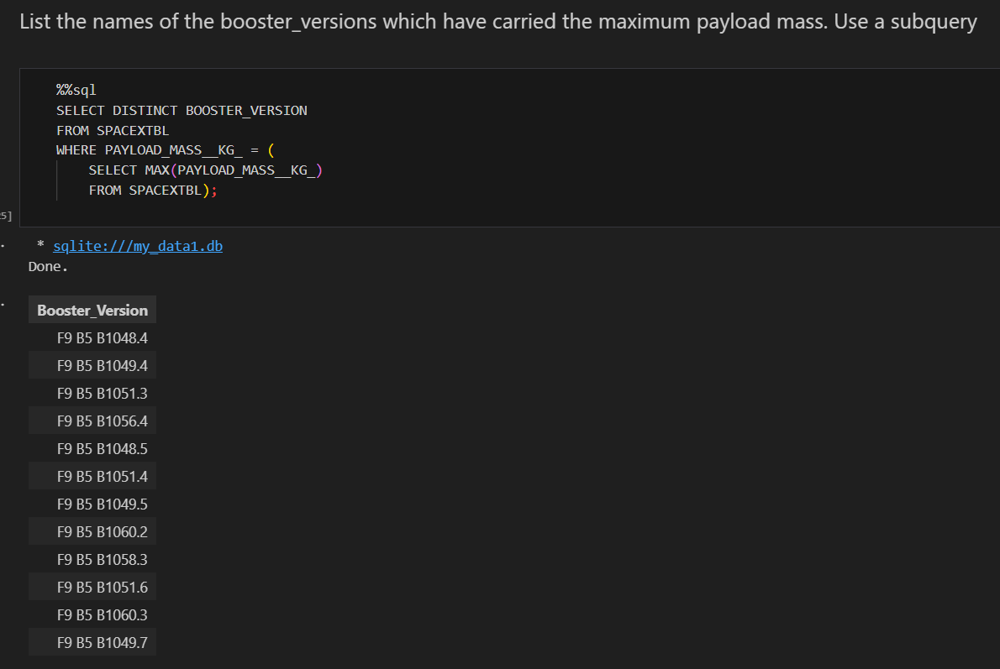 List the names of the booster_versions which have carried the maximum payload mass. Use a subquery
%%sql
SELECT DISTINCT BOOSTER_VERSION
FROM SPACEXTBL
WHERE PAYLOAD_MASS__KG_ = (
SELECT MAX(PAYLOAD_MASS__KG_)
FROM SPACEXTBL);
5]
* sqlite:///my_data1.db
Done.
Booster_Version
F9 B5 B1048.4
F9 B5 B1049.4
F9 B5 B1051.3
F9 B5 B1056.4
F9 B5 B1048.5
F9 B5 B1051.4
F9 B5 B1049.5
F9 B5 B1060.2
F9 B5 B1058.3
F9 B5 B1051.6
F9 B5 B1060.3
F9 B5 B1049.7